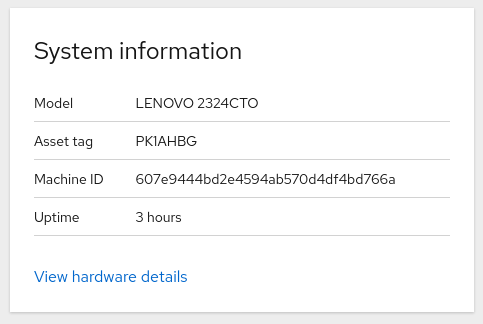 System information
Model LENOVO 2324CTO
Asset tag PK1AHBG
Machine ID 607e9444bd2e4594ab570d4df4bd766a
Uptime 3 hours
View hardware details